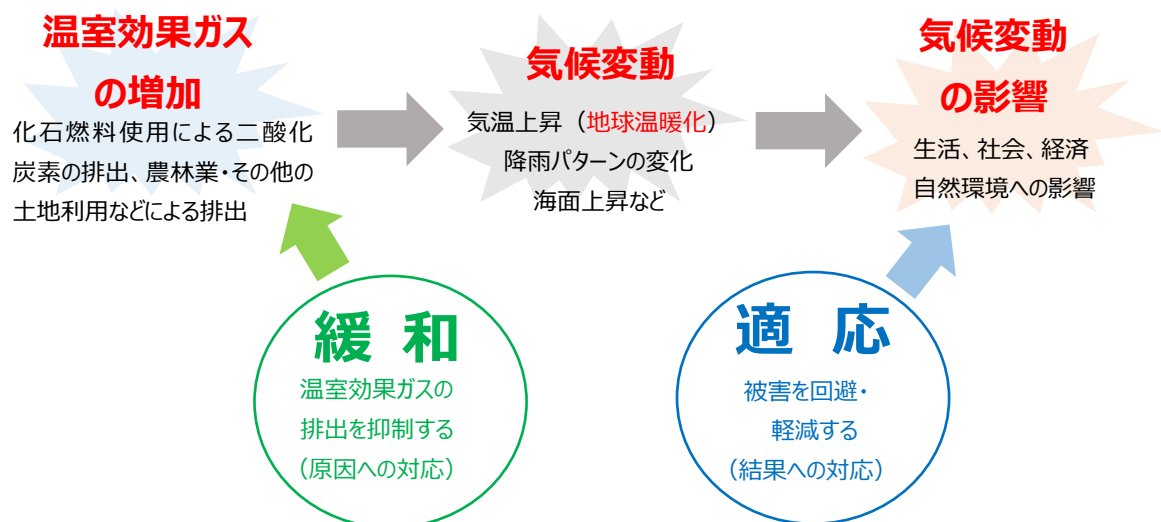 温室効果ガス
の増加
化石燃料使用による二酸化
炭素の排出、農林業・その他の
土地利用などによる排出
気候変動
気温上昇（地球温暖化）
降雨パターンの変化
海面上昇など
気候変動
の影響
生活、社会、経済
自然環境への影響
緩 和
温室効果ガスの
排出を抑制する
（原因への対応）
適 応
被害を回避・
軽減する
（結果への対応）